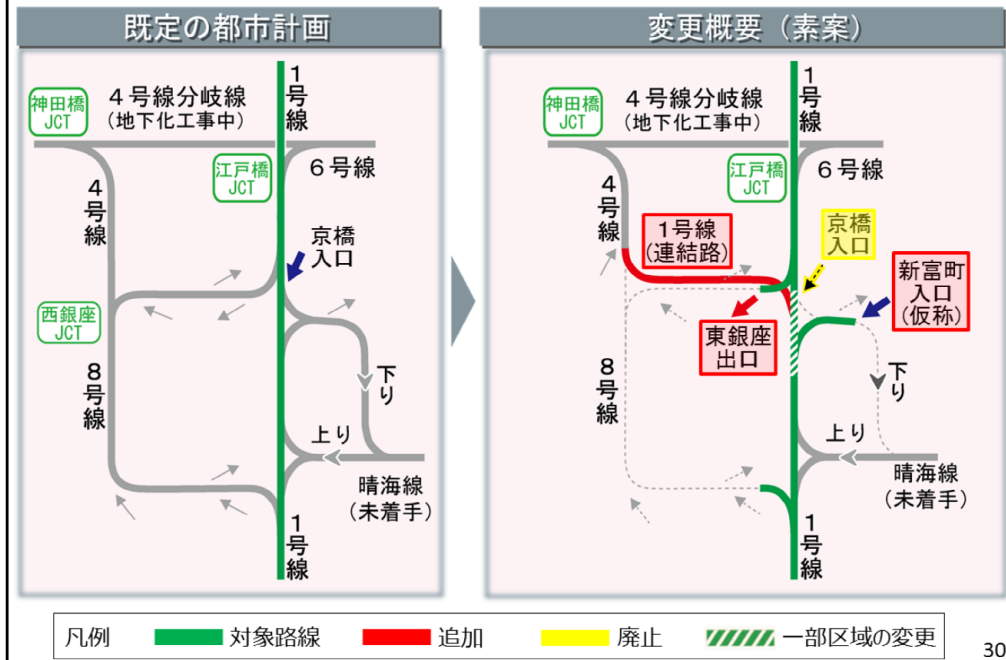 既定の都市計画
1号線
4号線分岐線
(地下化工事中)
神田橋
JCT
江戸橋
JCT
6号線
4号線
京橋
入口
西銀座
JCT
8号線
下り
上り
晴海線
(未着手)
1号線
変更概要（素案）
1号線
4号線分岐線
(地下化工事中)
神田橋
JCT
江戸橋
JCT
6号線
4号線
1号線
(連結路)
京橋
入口
新富町
入口
(仮称)
東銀座
出口
8号線
下り
上り
晴海線
(未着手)
1号線
凡例 対象路線 追加 廃止 一部区域の変更
30